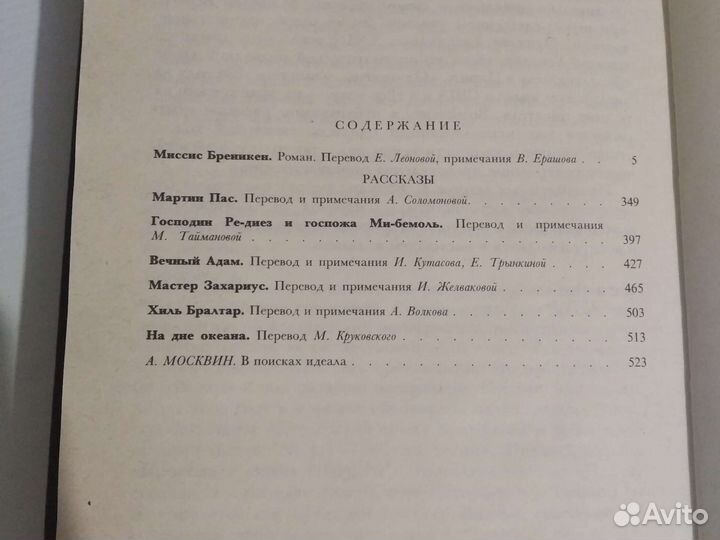 СОДЕРЖАНИЕ
Миссис Бреникен. Роман. Перевод Е. Леоновой, примечания В. Ерашова . . 5
РАССКАЗЫ
Мартин Пас. Перевод и примечания А. Соломоновой. . . . . . . . . 349
Господин Ре-диез и госпожа Ми-бемоль. Перевод и примечания
М. Таймановой . . . . . . . . . . . . . . . . . . . . . . . 397
Вечный Адам. Перевод и примечания И. Кутасова, Е. Трынкиной . . . . 427
Мастер Захариус. Перевод и примечания И. Желваковой . . . . . . . 465
Хиль Бралтар. Перевод и примечания А. Волкова . . . . . . . . . . 503
На дне океана. Перевод М. Круковского . . . . . . . . . . . . . . 513
А. МОСКВИН. В поисках идеала . . . . . . . . . . . . . . . . . 523
Avito